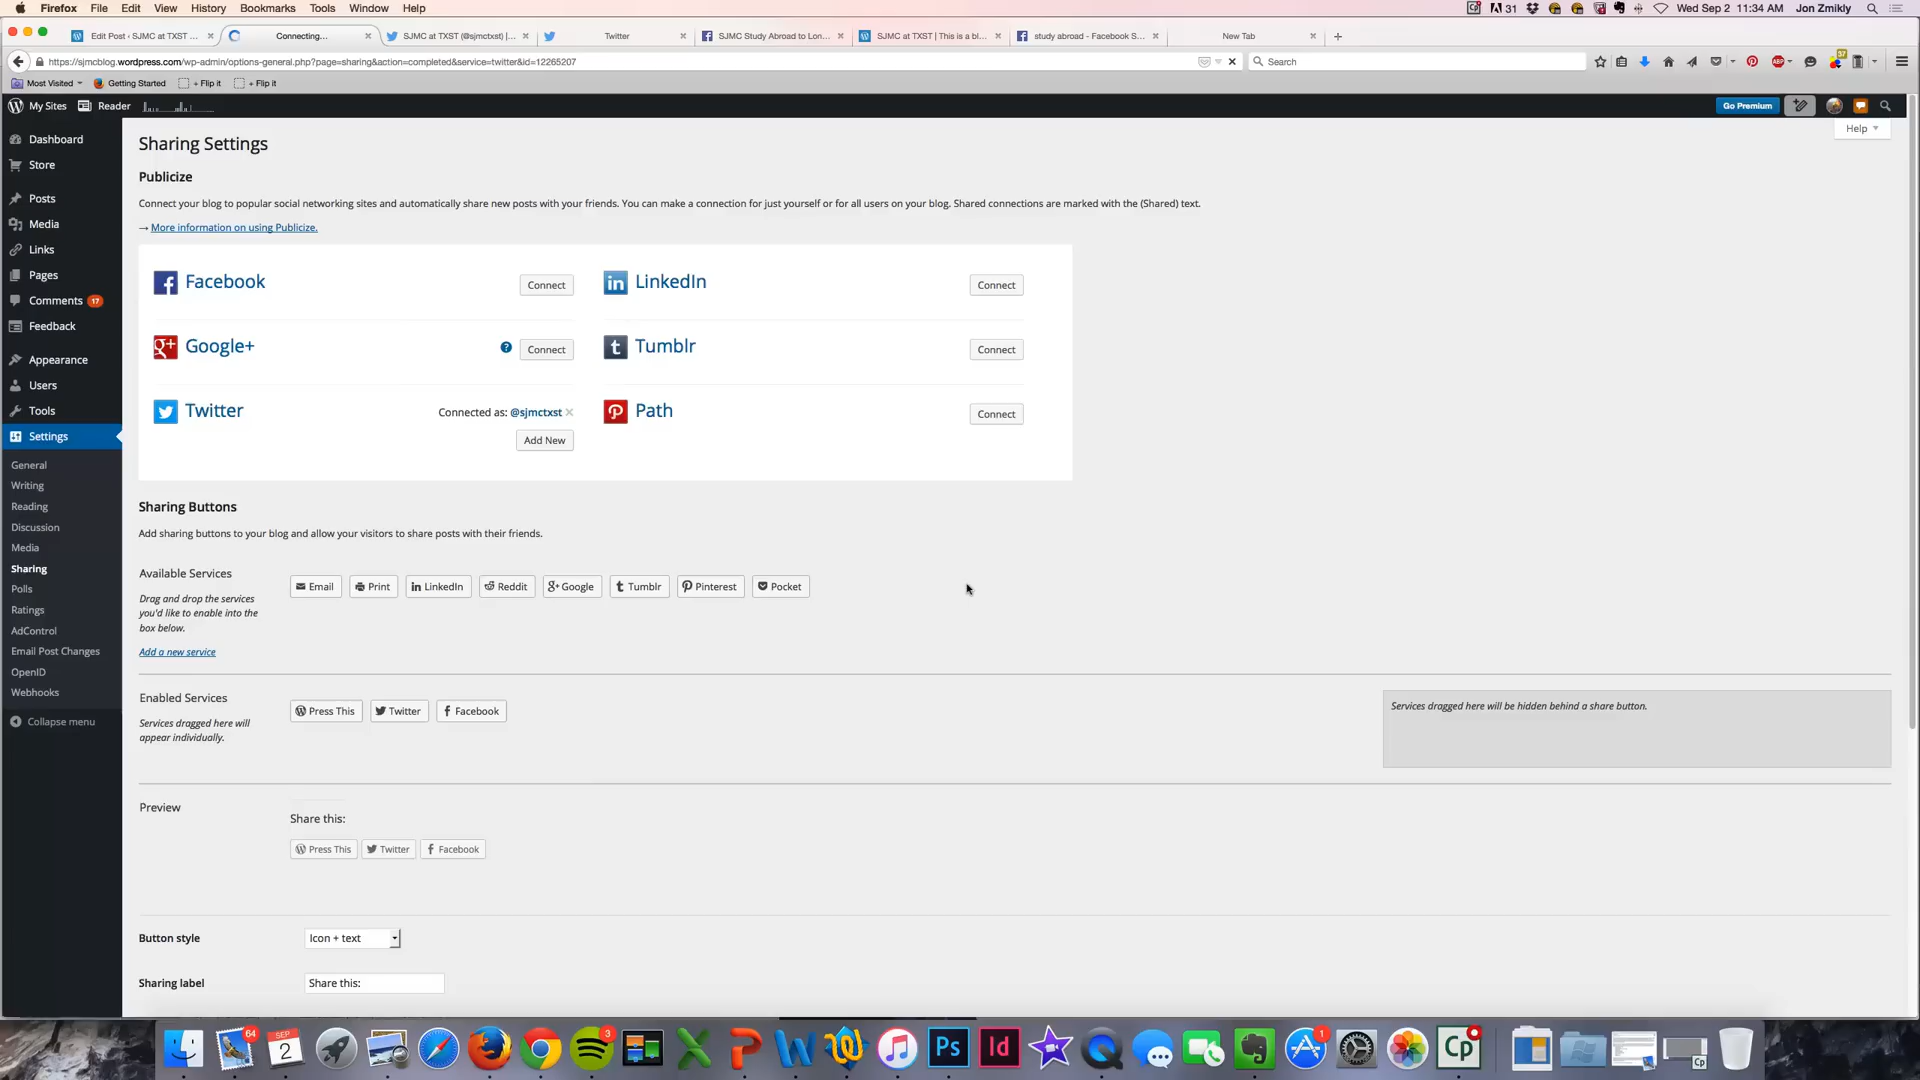 Firefox File Edit View History Bookmarks Tools Window Help 31 Wed Sep 2 11:34 AM Jon Zmikly
Edit Post ‹ SJMC at TXST ... Connecting... SJMC at TXST (@sjmctxst) |... Twitter SJMC Study Abroad to Lon... SJMC at TXST | This is a bl... study abroad - Facebook S... New Tab
https://sjmcblog.wordpress.com/wp-admin/options-general.php?page=sharing&action=completed&service=twitter&id=12265207 Search
Most Visited Getting Started + Flip it + Flip it
My Sites Reader Go Premium
Help
Dashboard
Store
Posts
Media
Links
Pages
Comments 17
Feedback
Appearance
Users
Tools
Settings
General
Writing
Reading
Discussion
Media
Sharing
Polls
Ratings
AdControl
Email Post Changes
OpenID
Webhooks
Collapse menu
Sharing Settings
Publicize
Connect your blog to popular social networking sites and automatically share new posts with your friends. You can make a connection for just yourself or for all users on your blog. Shared connections are marked with the (Shared) text.
→ More information on using Publicize.
Facebook Connect LinkedIn Connect
Google+ ? Connect Tumblr Connect
Twitter Connected as: @sjmctxst × Path Connect
Add New
Sharing Buttons
Add sharing buttons to your blog and allow your visitors to share posts with their friends.
Available Services
Drag and drop the services
you'd like to enable into the
box below.
Add a new service
Email Print LinkedIn Reddit Google Tumblr Pinterest Pocket
Enabled Services
Services dragged here will
appear individually.
Press This Twitter Facebook
Services dragged here will be hidden behind a share button.
Preview
Share this:
Press This Twitter Facebook
Button style Icon + text
Sharing label Share this:
64 SEP 2 3 Ps Id 1 Cp